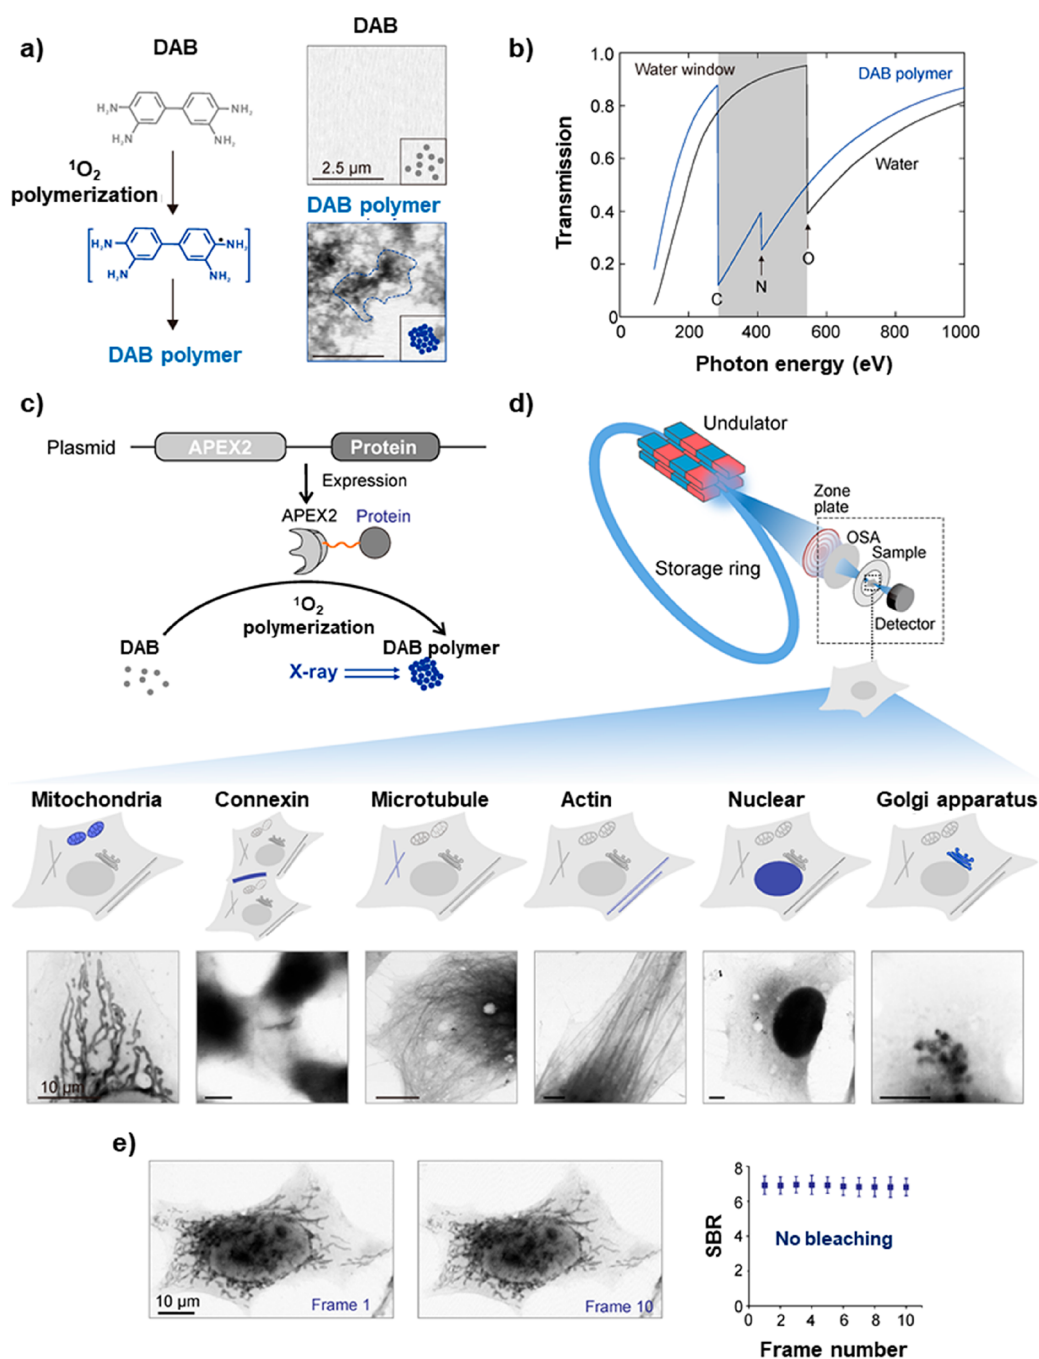 a)
DAB
H₂N
NH₂
H₂N
NH₂
¹O₂
polymerization
H₂N
NH₂
H₂N
NH₂
DAB polymer
DAB
2.5 µm
DAB polymer
b)
Transmission
1.0
0.8
0.6
0.4
0.2
0
200
400
600
800
1000
Water window
DAB polymer
Water
C
N
O
Photon energy (eV)
c)
Plasmid
APEX2
Protein
Expression
APEX2
Protein
¹O₂
polymerization
DAB
DAB polymer
X-ray
d)
Undulator
Zone
plate
OSA
Sample
Storage ring
Detector
Mitochondria
Connexin
Microtubule
Actin
Nuclear
Golgi apparatus
10 µm
e)
Frame 1
10 µm
Frame 10
SBR
8
6
4
2
0
No bleaching
0
2
4
6
8
10
Frame number